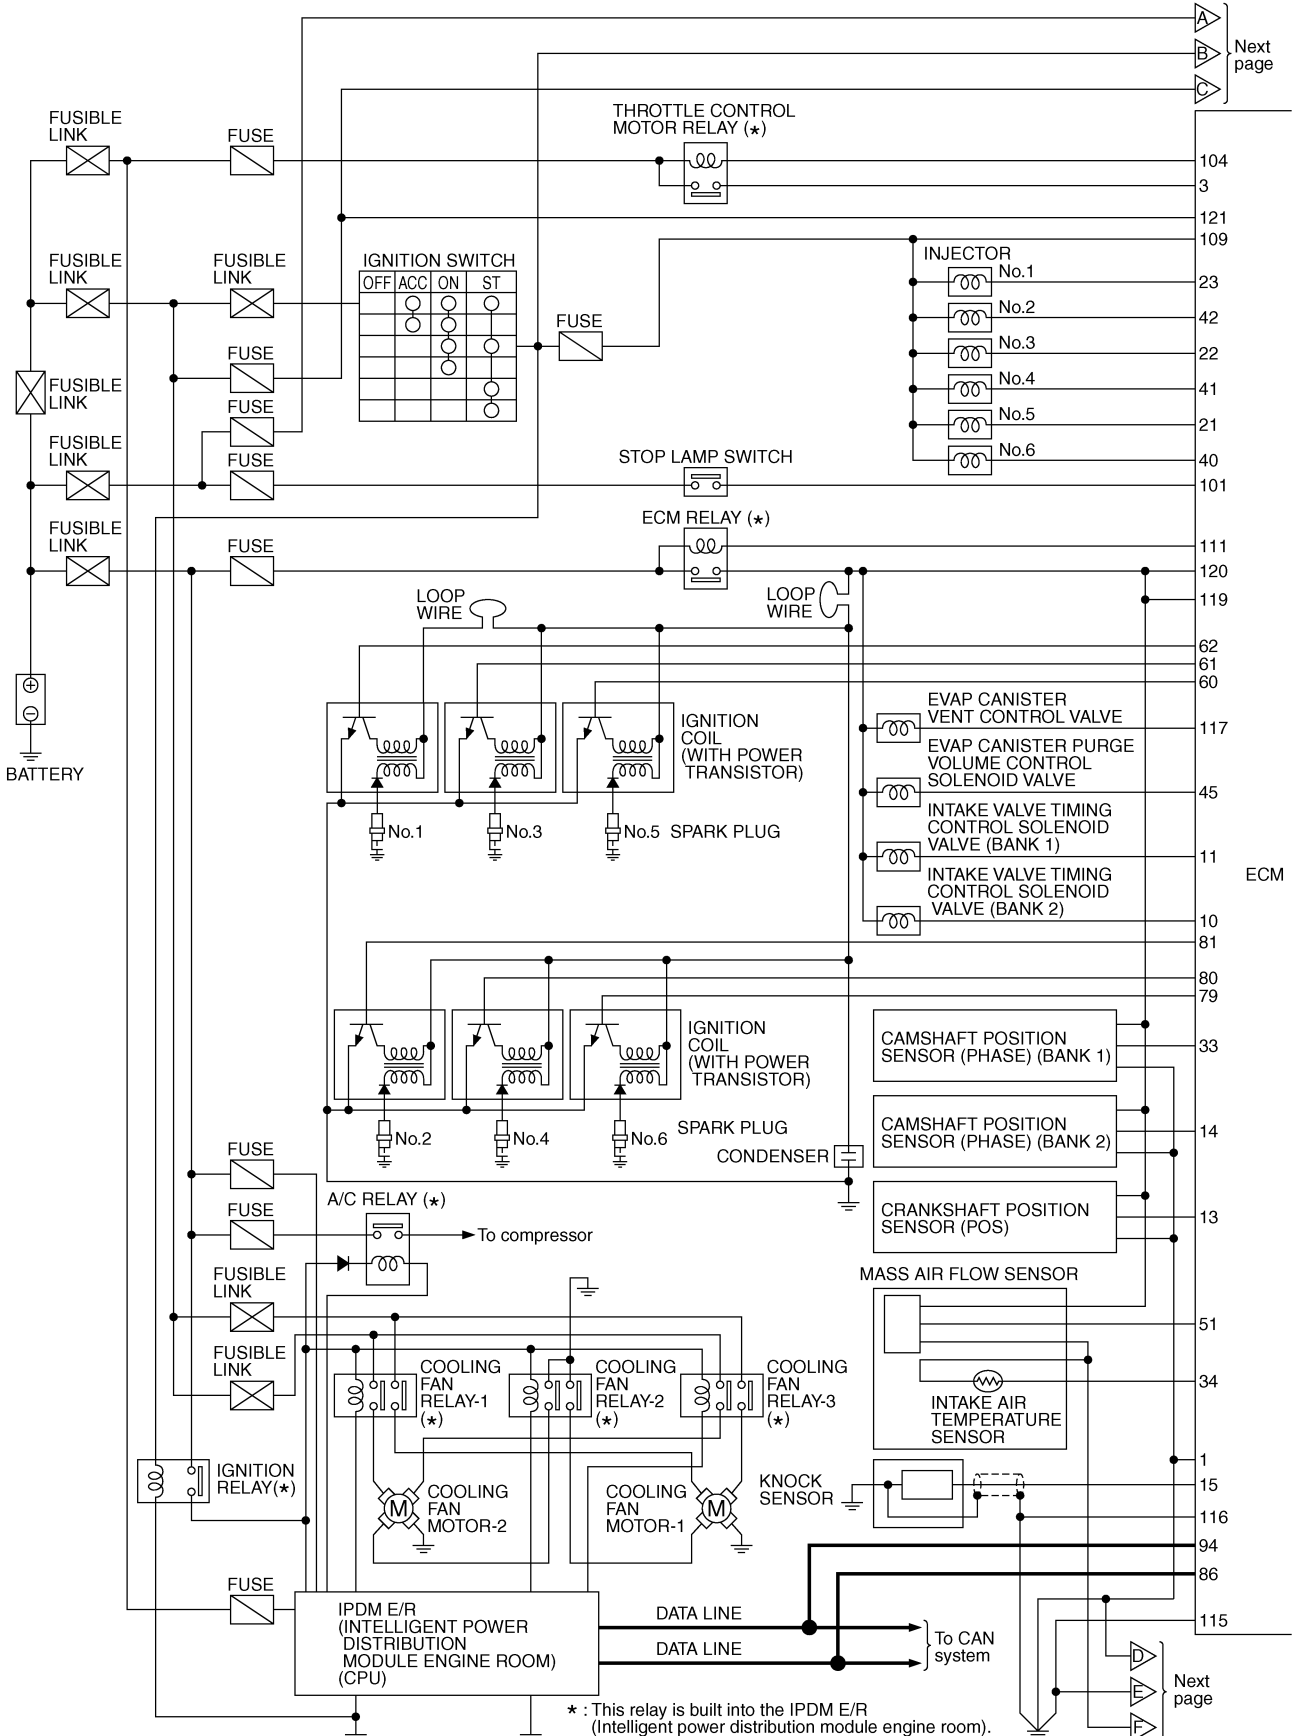 A
B
C
Next
page
FUSIBLE
LINK
FUSE
THROTTLE CONTROL
MOTOR RELAY (*)
104
3
121
109
FUSIBLE
LINK
FUSIBLE
LINK
IGNITION SWITCH
OFF ACC ON ST
INJECTOR
No.1
23
No.2
42
FUSE
No.3
22
FUSE
FUSIBLE
LINK
No.4
41
FUSE
No.5
21
FUSIBLE
LINK
FUSE
No.6
40
STOP LAMP SWITCH
101
FUSIBLE
LINK
FUSE
ECM RELAY (*)
111
120
LOOP
WIRE
LOOP
WIRE
119
62
61
60
+
−
BATTERY
IGNITION
COIL
(WITH POWER
TRANSISTOR)
EVAP CANISTER
VENT CONTROL VALVE
117
EVAP CANISTER PURGE
VOLUME CONTROL
SOLENOID VALVE
45
No.1
No.3
No.5 SPARK PLUG
INTAKE VALVE TIMING
CONTROL SOLENOID
VALVE (BANK 1)
11
ECM
INTAKE VALVE TIMING
CONTROL SOLENOID
VALVE (BANK 2)
10
81
80
79
IGNITION
COIL
(WITH POWER
TRANSISTOR)
CAMSHAFT POSITION
SENSOR (PHASE) (BANK 1)
33
CAMSHAFT POSITION
SENSOR (PHASE) (BANK 2)
14
No.2
No.4
No.6
SPARK PLUG
CONDENSER
FUSE
A/C RELAY (*)
FUSE
To compressor
CRANKSHAFT POSITION
SENSOR (POS)
13
FUSIBLE
LINK
MASS AIR FLOW SENSOR
51
FUSIBLE
LINK
COOLING
FAN
RELAY-1
(*)
COOLING
FAN
RELAY-2
(*)
COOLING
FAN
RELAY-3
(*)
34
INTAKE AIR
TEMPERATURE
SENSOR
1
IGNITION
RELAY(*)
M
COOLING
FAN
MOTOR-2
COOLING
FAN
MOTOR-1
M
KNOCK
SENSOR
15
116
94
86
FUSE
IPDM E/R
(INTELLIGENT POWER
DISTRIBUTION
MODULE ENGINE ROOM)
(CPU)
DATA LINE
DATA LINE
To CAN
system
115
D
E
F
Next
page
* : This relay is built into the IPDM E/R
(Intelligent power distribution module engine room).